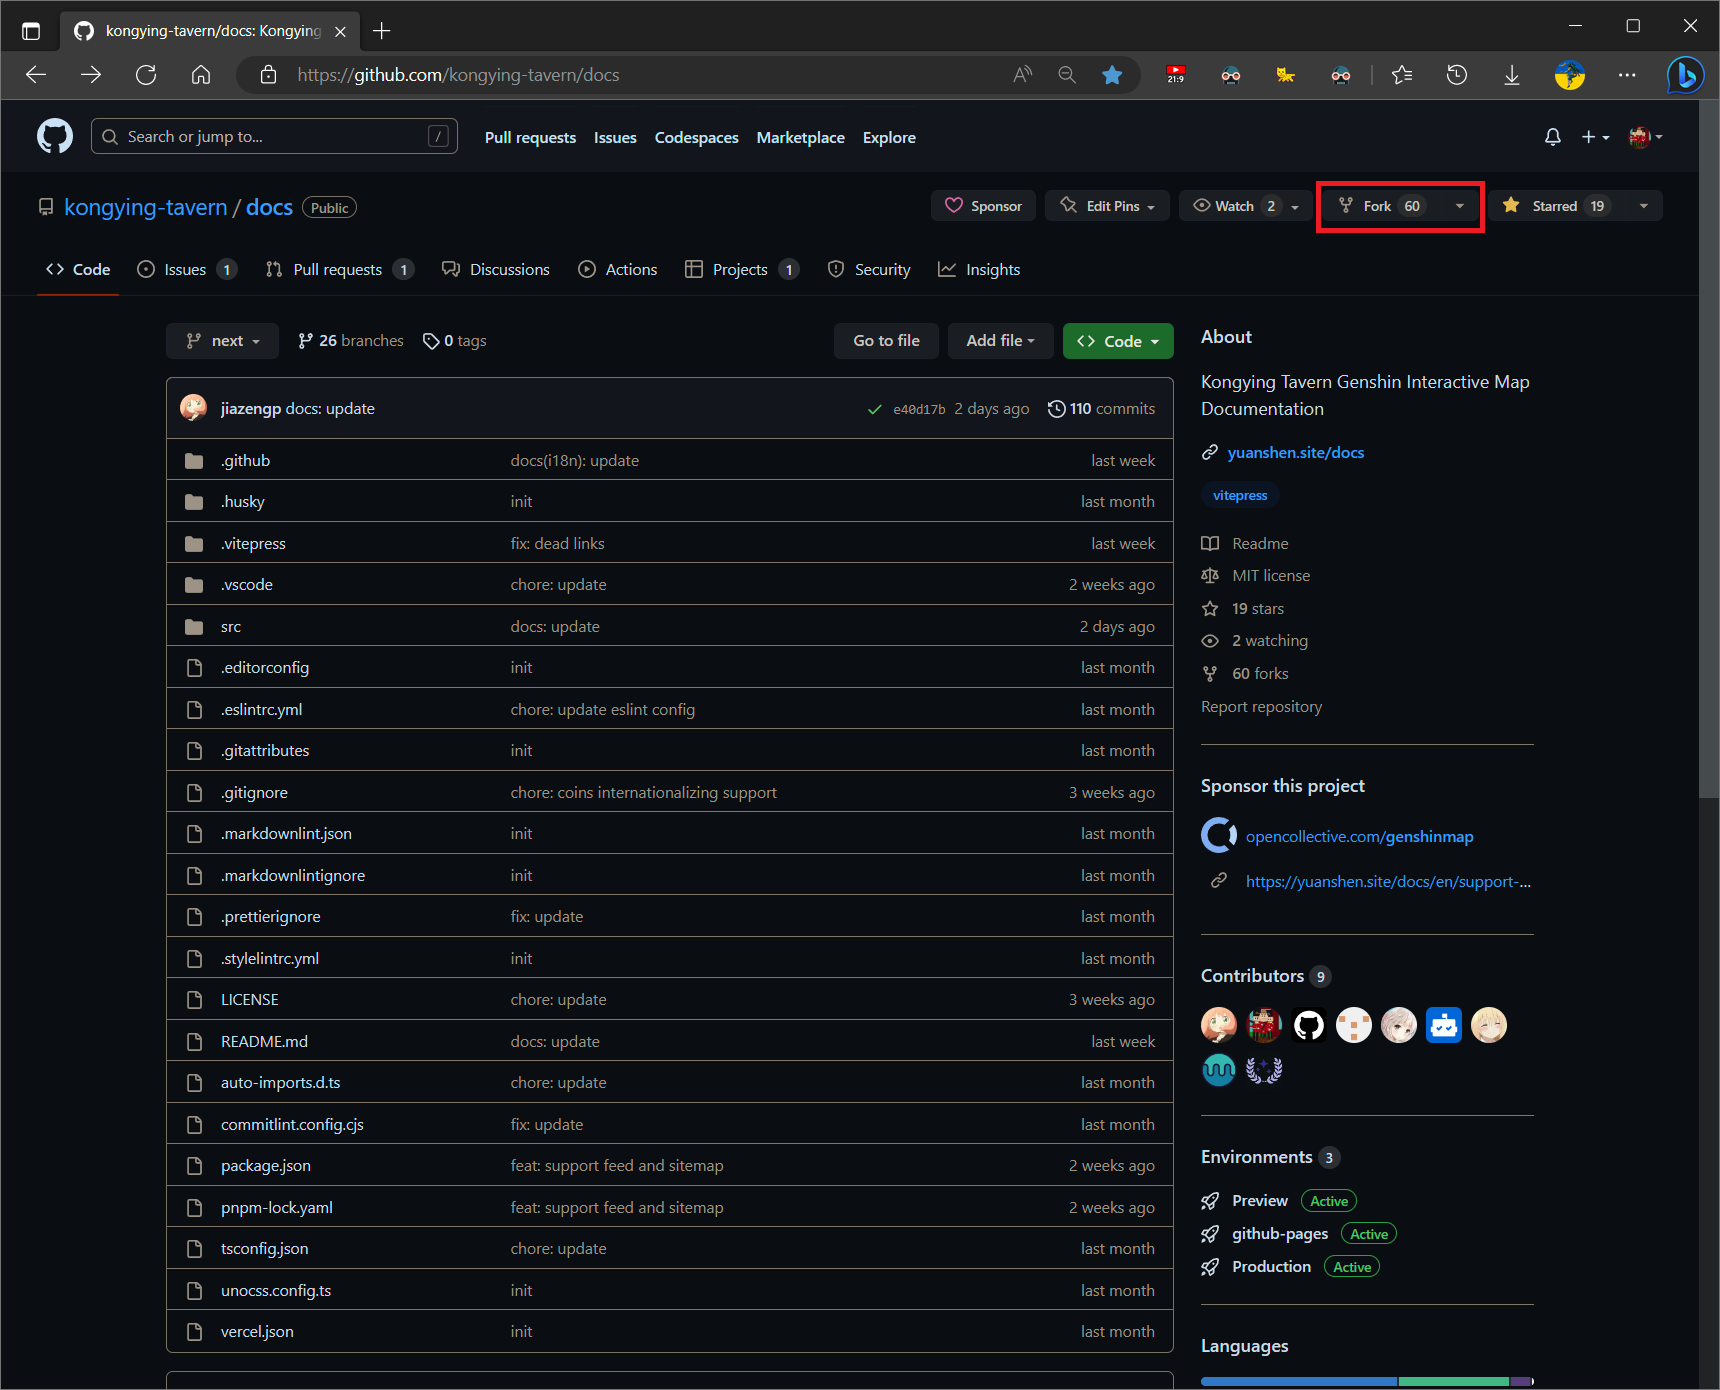 kongying-tavern/docs: Kongying
https://github.com/kongying-tavern/docs
21:9
Search or jump to... /
Pull requests Issues Codespaces Marketplace Explore
kongying-tavern / docs Public
Sponsor Edit Pins Watch 2 Fork 60 Starred 19
Code Issues 1 Pull requests 1 Discussions Actions Projects 1 Security Insights
next 26 branches 0 tags Go to file Add file Code
jiazengp docs: update e40d17b 2 days ago 110 commits
.github docs(i18n): update last week
.husky init last month
.vitepress fix: dead links last week
.vscode chore: update 2 weeks ago
src docs: update 2 days ago
.editorconfig init last month
.eslintrc.yml chore: update eslint config last month
.gitattributes init last month
.gitignore chore: coins internationalizing support 3 weeks ago
.markdownlint.json init last month
.markdownlintignore init last month
.prettierignore fix: update last month
.stylelintrc.yml init last month
LICENSE chore: update 3 weeks ago
README.md docs: update last week
auto-imports.d.ts chore: update last month
commitlint.config.cjs fix: update last month
package.json feat: support feed and sitemap 2 weeks ago
pnpm-lock.yaml feat: support feed and sitemap 2 weeks ago
tsconfig.json chore: update last month
unocss.config.ts init last month
vercel.json init last month
About
Kongying Tavern Genshin Interactive Map
Documentation
yuanshen.site/docs
vitepress
Readme
MIT license
19 stars
2 watching
60 forks
Report repository
Sponsor this project
opencollective.com/genshinmap
https://yuanshen.site/docs/en/support-...
Contributors 9
Environments 3
Preview Active
github-pages Active
Production Active
Languages